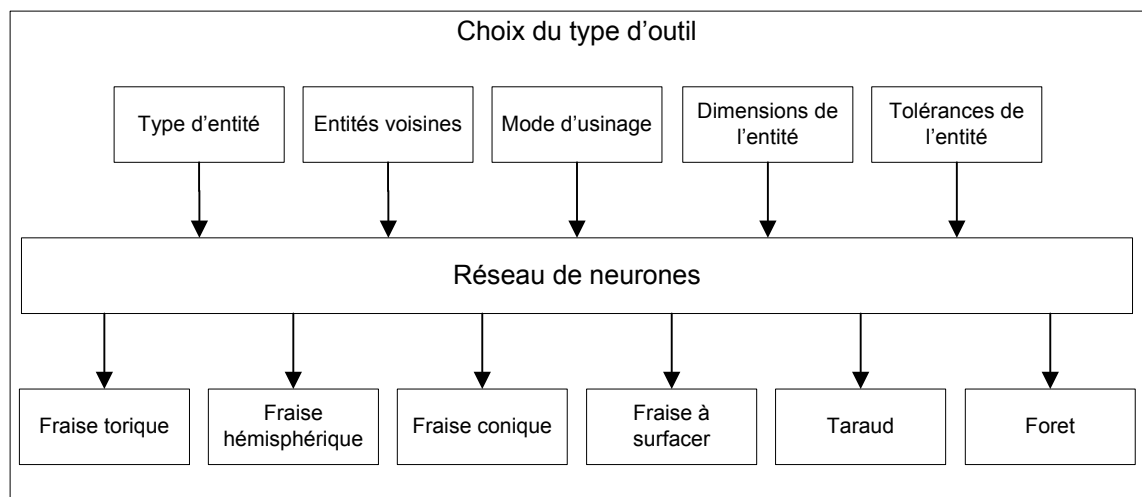 Choix du type d'outil
Type d'entité
Entités voisines
Mode d'usinage
Dimensions de
l'entité
Tolérances de
l'entité
Réseau de neurones
Fraise torique
Fraise
hémisphérique
Fraise conique
Fraise à
surfacer
Taraud
Foret